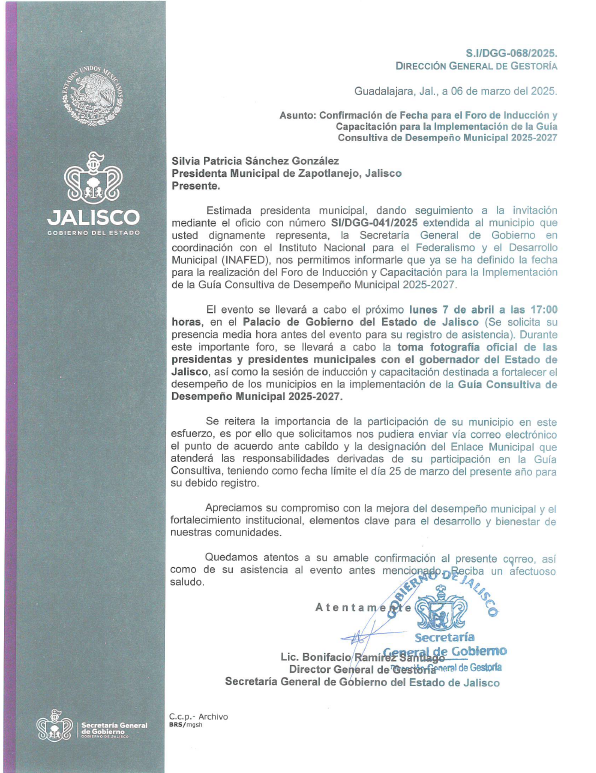 S.I/DGG-068/2025.
DIRECCIÓN GENERAL DE GESTORÍA
Guadalajara, Jal., a 06 de marzo del 2025.
Asunto: Confirmación de Fecha para el Foro de Inducción y
Capacitación para la Implementación de la Guía
Consultiva de Desempeño Municipal 2025-2027
ESTADOS UNIDOS MEXICANOS
JALISCO
GOBIERNO DEL ESTADO
Silvia Patricia Sánchez González
Presidenta Municipal de Zapotlanejo, Jalisco
Presente.
Estimada presidenta municipal, dando seguimiento a la invitación
mediante el oficio con número SI/DGG-041/2025 extendida al municipio que
usted dignamente representa, la Secretaría General de Gobierno en
coordinación con el Instituto Nacional para el Federalismo y el Desarrollo
Municipal (INAFED), nos permitimos informarle que ya se ha definido la
fecha para la realización del Foro de Inducción y Capacitación para la Implementación
de la Guía Consultiva de Desempeño Municipal 2025-2027.
El evento se llevará a cabo el próximo lunes 7 de abril a las 17:00
horas, en el Palacio de Gobierno del Estado de Jalisco (Se solicita su
presencia media hora antes del evento para su registro de asistencia). Durante
este importante foro, se llevará a cabo la toma fotografía oficial de las
presidentas y presidentes municipales con el gobernador del Estado de
Jalisco, así como la sesión de inducción y capacitación destinada a fortalecer el
desempeño de los municipios en la implementación de la Guía Consultiva de
Desempeño Municipal 2025-2027.
Se reitera la importancia de la participación de su municipio en este
esfuerzo, es por ello que solicitamos nos pudiera enviar vía correo electrónico
el punto de acuerdo ante cabildo y la designación del Enlace Municipal que
atenderá las responsabilidades derivadas de su participación en la Guía
Consultiva, teniendo como fecha límite el día 25 de marzo del presente año para
su debido registro.
Apreciamos su compromiso con la mejora del desempeño municipal y el
fortalecimiento institucional, elementos clave para el desarrollo y bienestar de
nuestras comunidades.
Quedamos atentos a su amable confirmación al presente correo, así
como de su asistencia al evento antes mencionado. Reciba un afectuoso
saludo.
Atentamente
GOBIERNO DE JALISCO
Secretaría
General de Gobierno
Dirección General de Gestoría
Lic. Bonifacio Ramírez Santiago
Director General de Gestoría
Secretaría General de Gobierno del Estado de Jalisco
C.c.p.- Archivo
BRS/mgsh
Secretaría General
de Gobierno
GOBIERNO DE JALISCO